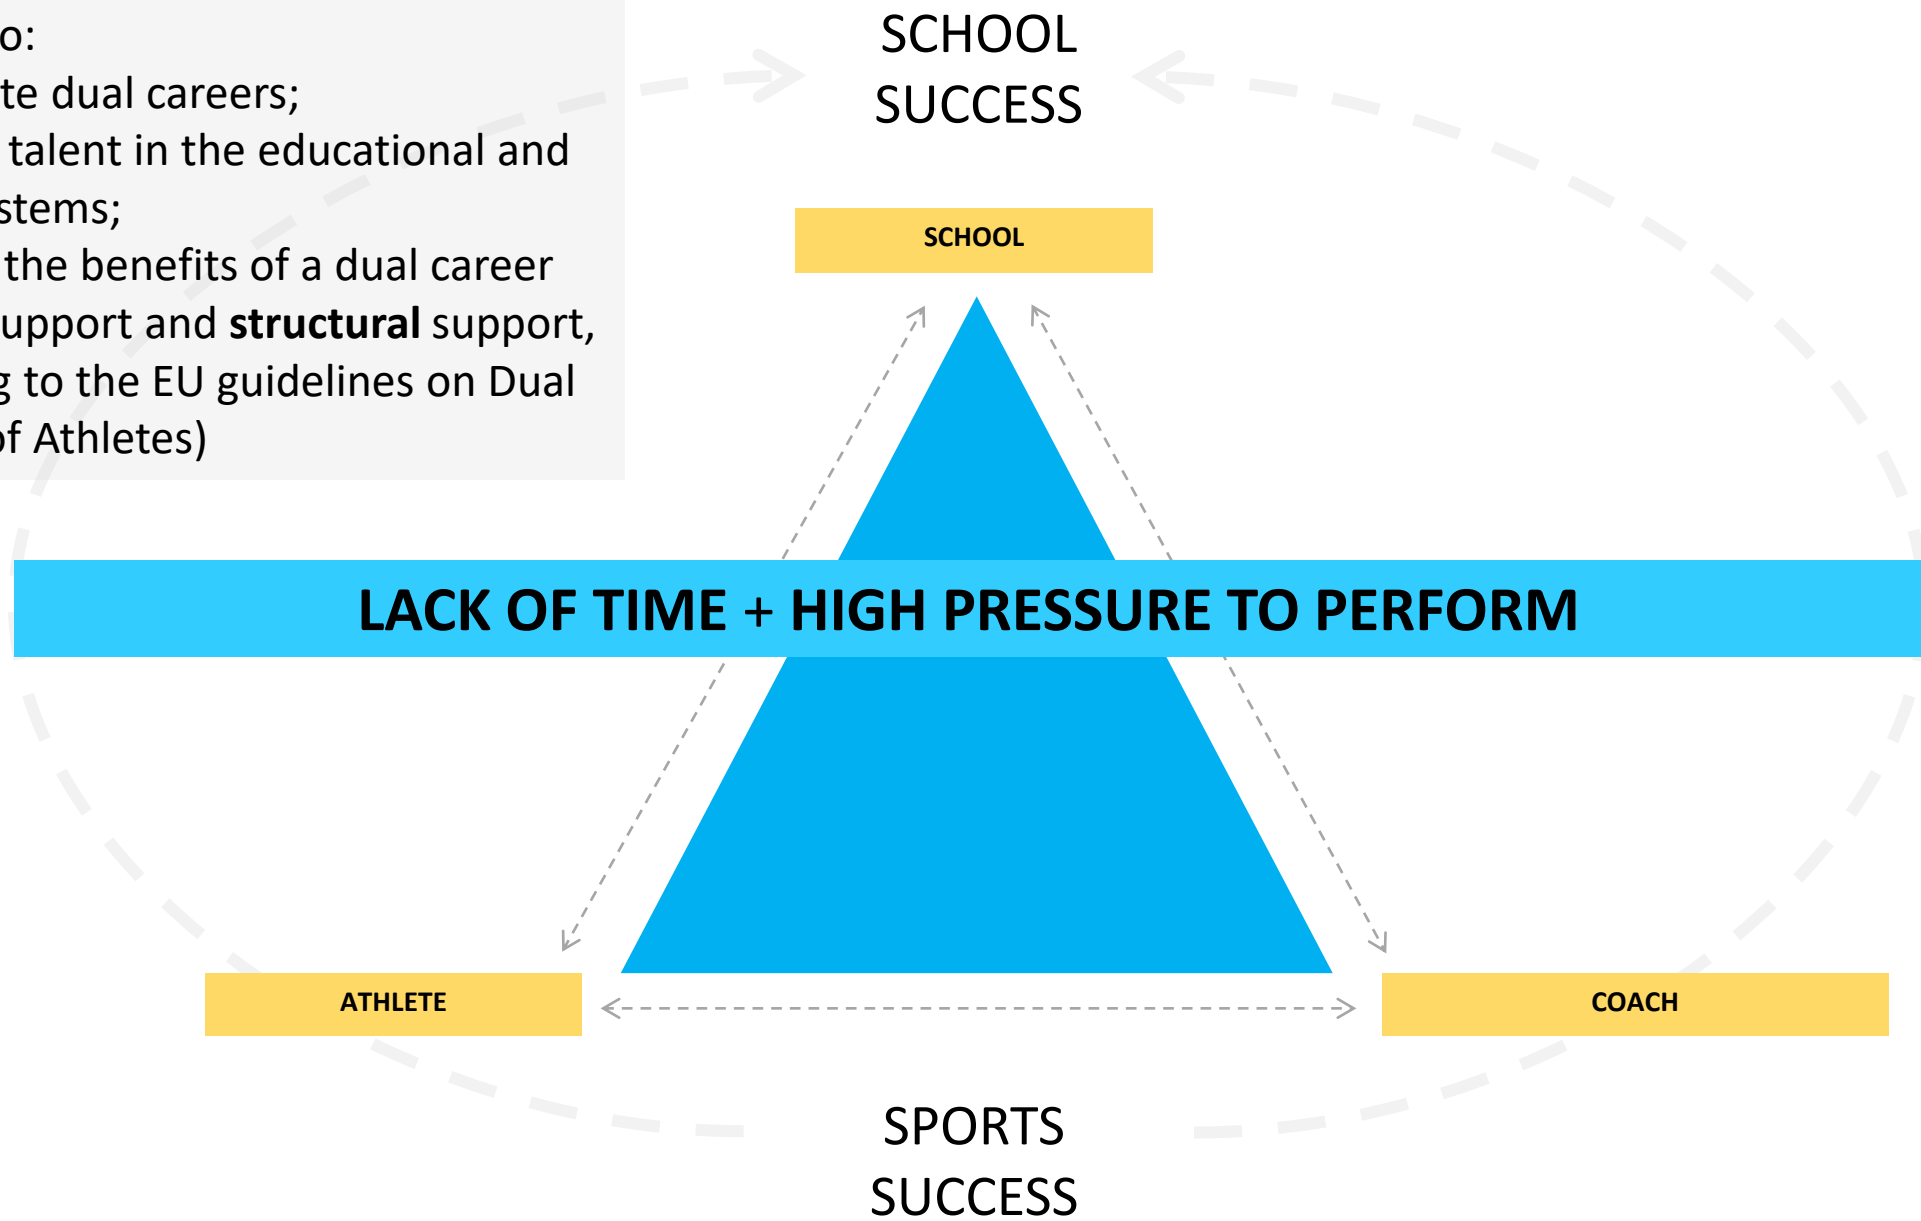 o:
te dual careers;
talent in the educational and
stems;
the benefits of a dual career
upport and structural support,
g to the EU guidelines on Dual
of Athletes)
SCHOOL
SUCCESS
SCHOOL
LACK OF TIME + HIGH PRESSURE TO PERFORM
ATHLETE
COACH
SPORTS
SUCCESS